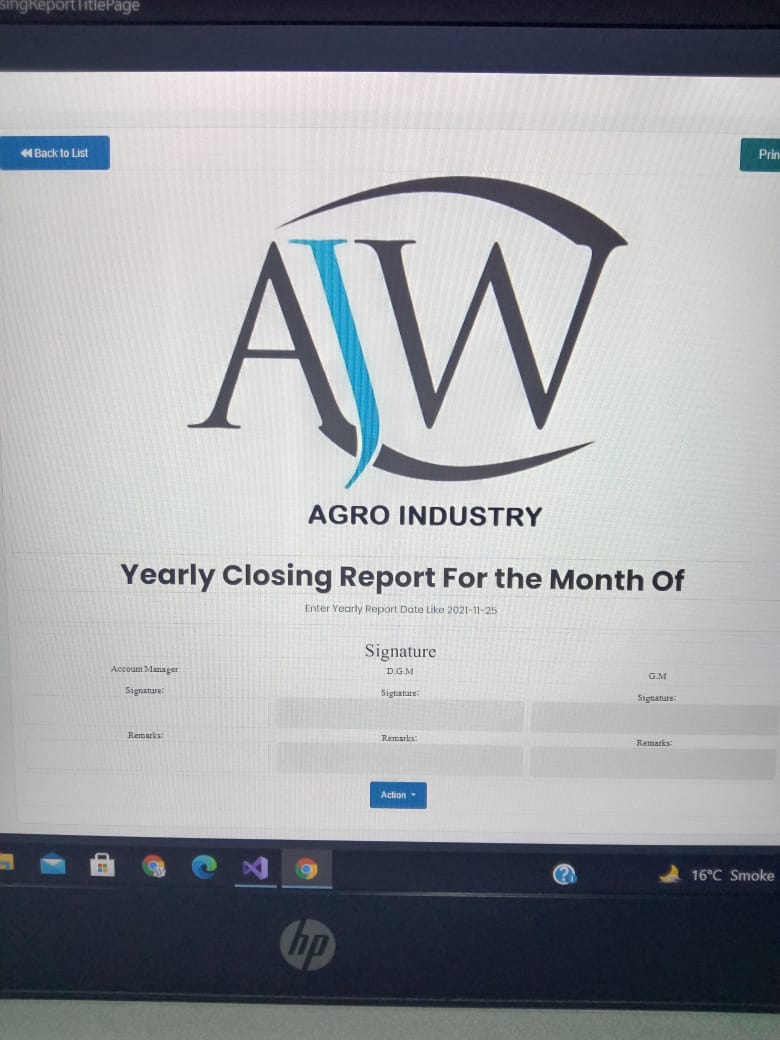 singReportTitlePage
Back to List
Prin
AJW
AGRO INDUSTRY
Yearly Closing Report For the Month Of
Enter Yearly Report Date Like 2021-11-25
Signature
Account Manager
D.G.M
G.M
Signature:
Signature:
Signature:
Remarks:
Remarks:
Remarks:
Action
16°C Smoke
hp